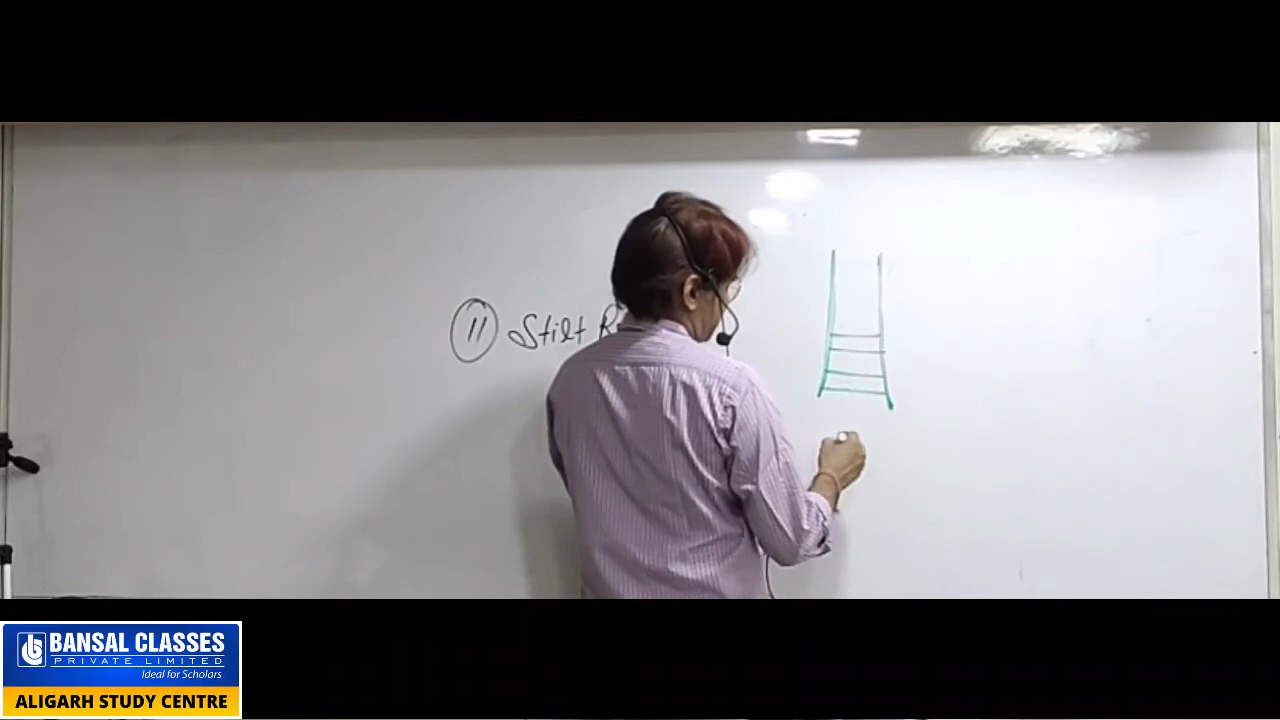 11 Stilt
BANSAL CLASSES
PRIVATE LIMITED
Ideal for Scholars
ALIGARH STUDY CENTRE